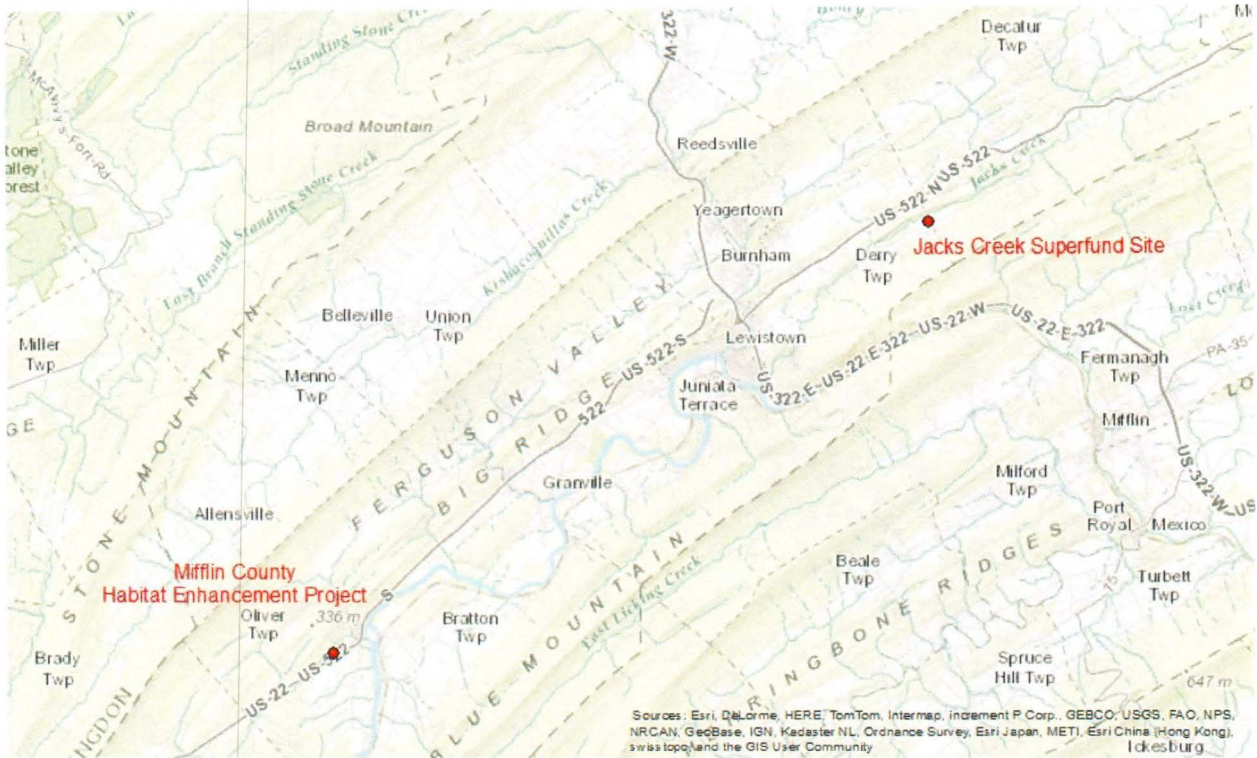 Standing Stone Creek
322-W
Decatur
Twp
McAlevy's-Fort-Rd
Broad Mountain
Reedsville
tone
alley
orest
US-522-N
US-522
Jacks Creek
Yeagertown
East Branch Standing Stone Creek
Kishacoquillas Creek
Burnham
Derry
Twp
Jacks Creek Superfund Site
Lost Creek
Belleville
Union
Twp
Miller
Twp
Lewistown
US-22-E-322
US-22-W
US-22-E-322
Fermanagh
Twp
PA-35
Menno
Twp
US-522-S
Juniata
Terrace
US
322-E
US-22-E-322
GE
LO
STONE MOUNTAIN
FERGUSON VALLEY
BIG RIDGE
522
Mifflin
Granville
Milford
Twp
US-322-W
US
Allensville
Port
Royal
Mexico
Mifflin County
Habitat Enhancement Project
Beale
Twp
Turbett
Twp
15
Oliver
Twp
336 m
S
Bratton
Twp
East Licking Creek
BLUE MOUNTAIN
HERRINGBONE RIDGES
Brady
Twp
US-22
US-522
Spruce
Hill Twp
647 m
NGDON
Sources: Esri, DeLorme, HERE, TomTom, Intermap, increment P Corp., GEBCO, USGS, FAO, NPS,
NRCAN, GeoBase, IGN, Kadaster NL, Ordnance Survey, Esri Japan, METI, Esri China (Hong Kong),
swisstopo, and the GIS User Community
Ickesburg